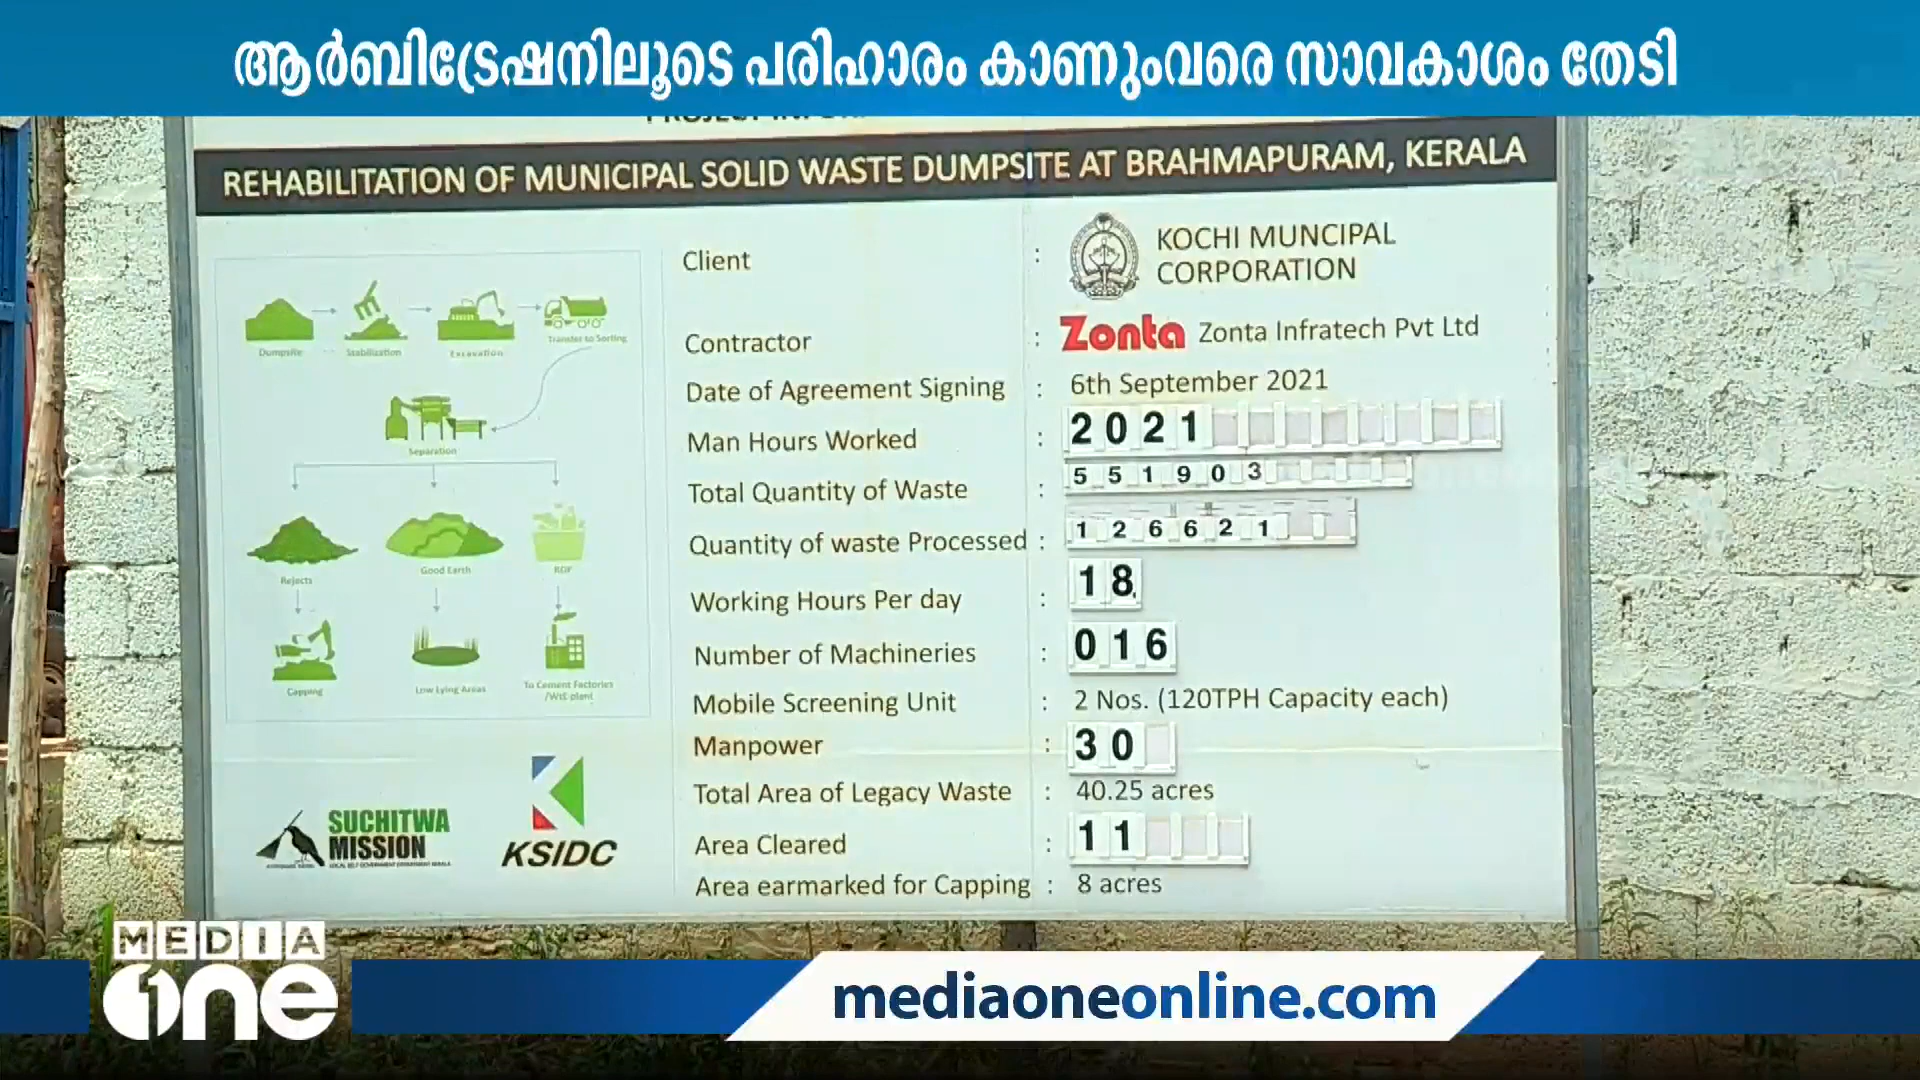 ആർബിട്രേഷനിലൂടെ പരിഹാരം കാണുംവരെ സാവകാശം തേടി
REHABILITATION OF MUNICIPAL SOLID WASTE DUMPSITE AT BRAHMAPURAM, KERALA
Dumpsite
Stabilization
Excavation
Transfer to Sorting
Separation
Rejects
Good Earth
RDF
Capping
Low Lying Areas
To Cement Factories
/WtE plant
SUCHITWA
MISSION
KSIDC
Client : KOCHI MUNCIPAL
CORPORATION
Contractor : Zonta Zonta Infratech Pvt Ltd
Date of Agreement Signing : 6th September 2021
Man Hours Worked : 2021
Total Quantity of Waste : 551903
Quantity of waste Processed : 126621
Working Hours Per day : 18
Number of Machineries : 016
Mobile Screening Unit : 2 Nos. (120TPH Capacity each)
Manpower : 30
Total Area of Legacy Waste : 40.25 acres
Area Cleared : 11
Area earmarked for Capping : 8 acres
MEDIA
one
mediaoneonline.com